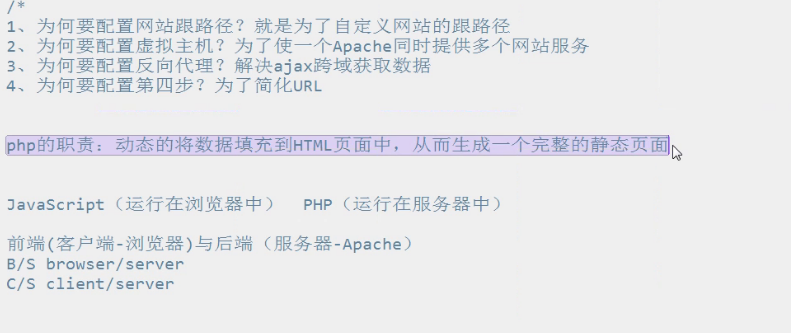 /*
1、为何要配置网站跟路径？就是为了自定义网站的跟路径
2、为何要配置虚拟主机？为了使一个Apache同时提供多个网站服务
3、为何要配置反向代理？解决ajax跨域获取数据
4、为何要配置第四步？为了简化URL
php的职责：动态的将数据填充到HTML页面中，从而生成一个完整的静态页面
JavaScript（运行在浏览器中）  PHP（运行在服务器中）
前端(客户端-浏览器)与后端（服务器-Apache）
B/S browser/server
C/S client/server